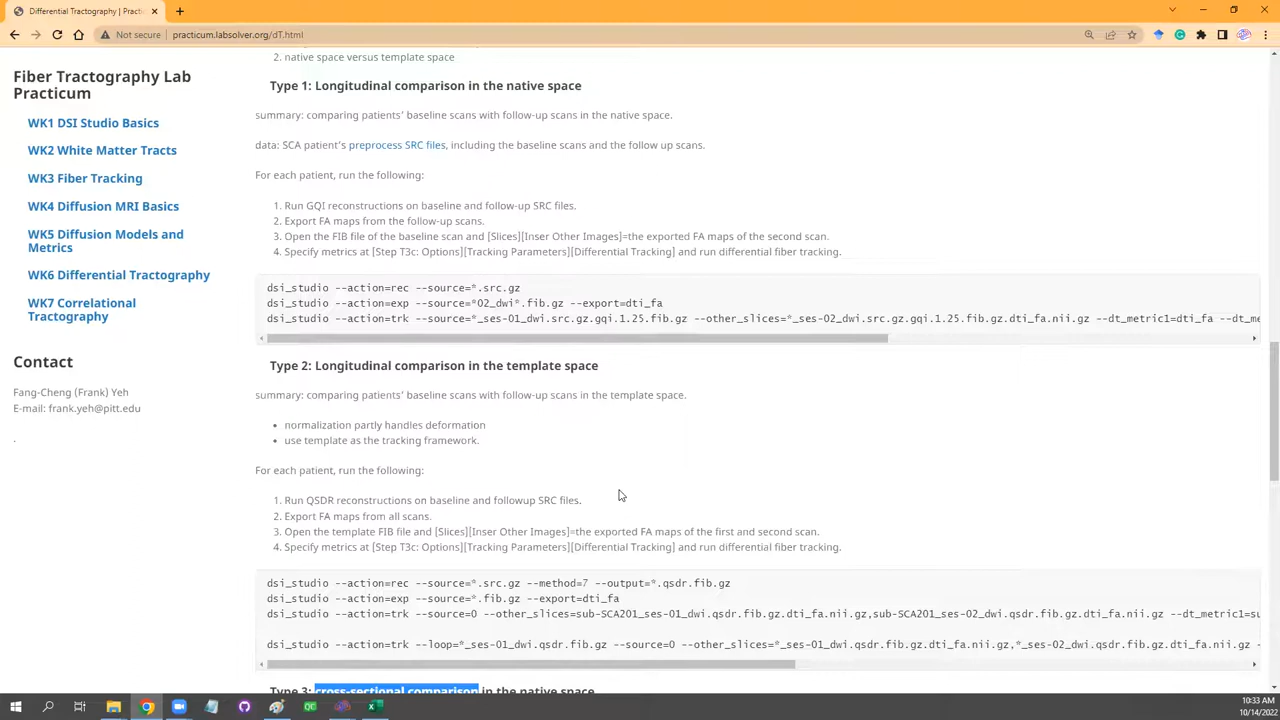 Differential Tractography | Practi
Not secure
practicum.labsolver.org/dT.html
Fiber Tractography Lab
Practicum
WK1 DSI Studio Basics
WK2 White Matter Tracts
WK3 Fiber Tracking
WK4 Diffusion MRI Basics
WK5 Diffusion Models and
Metrics
WK6 Differential Tractography
WK7 Correlational
Tractography
Contact
Fang-Cheng (Frank) Yeh
E-mail: frank.yeh@pitt.edu
.
2. native space versus template space
Type 1: Longitudinal comparison in the native space
summary: comparing patients' baseline scans with follow-up scans in the native space.
data: SCA patient's preprocess SRC files, including the baseline scans and the follow up scans.
For each patient, run the following:
1. Run GQI reconstructions on baseline and follow-up SRC files.
2. Export FA maps from the follow-up scans.
3. Open the FIB file of the baseline scan and [Slices][Inser Other Images]=the exported FA maps of the second scan.
4. Specify metrics at [Step T3c: Options][Tracking Parameters][Differential Tracking] and run differential fiber tracking.
dsi_studio --action=rec --source=*.src.gz
dsi_studio --action=exp --source=*02_dwi*.fib.gz --export=dti_fa
dsi_studio --action=trk --source=*_ses-01_dwi.src.gz.gqi.1.25.fib.gz --other_slices=*_ses-02_dwi.src.gz.gqi.1.25.fib.gz.dti_fa.nii.gz --dt_metric1=dti_fa --dt_me
Type 2: Longitudinal comparison in the template space
summary: comparing patients' baseline scans with follow-up scans in the template space.
• normalization partly handles deformation
• use template as the tracking framework.
For each patient, run the following:
1. Run QSDR reconstructions on baseline and followup SRC files.
2. Export FA maps from all scans.
3. Open the template FIB file and [Slices][Inser Other Images]=the exported FA maps of the first and second scan.
4. Specify metrics at [Step T3c: Options][Tracking Parameters][Differential Tracking] and run differential fiber tracking.
dsi_studio --action=rec --source=*.src.gz --method=7 --output=*.qsdr.fib.gz
dsi_studio --action=exp --source=*.fib.gz --export=dti_fa
dsi_studio --action=trk --source=0 --other_slices=sub-SCA201_ses-01_dwi.qsdr.fib.gz.dti_fa.nii.gz,sub-SCA201_ses-02_dwi.qsdr.fib.gz.dti_fa.nii.gz --dt_metric1=su
dsi_studio --action=trk --loop=*_ses-01_dwi.qsdr.fib.gz --source=0 --other_slices=*_ses-01_dwi.qsdr.fib.gz.dti_fa.nii.gz,*_ses-02_dwi.qsdr.fib.gz.dti_fa.nii.gz -
Type 3: cross-sectional comparison in the native space
10:33 AM
10/14/2022